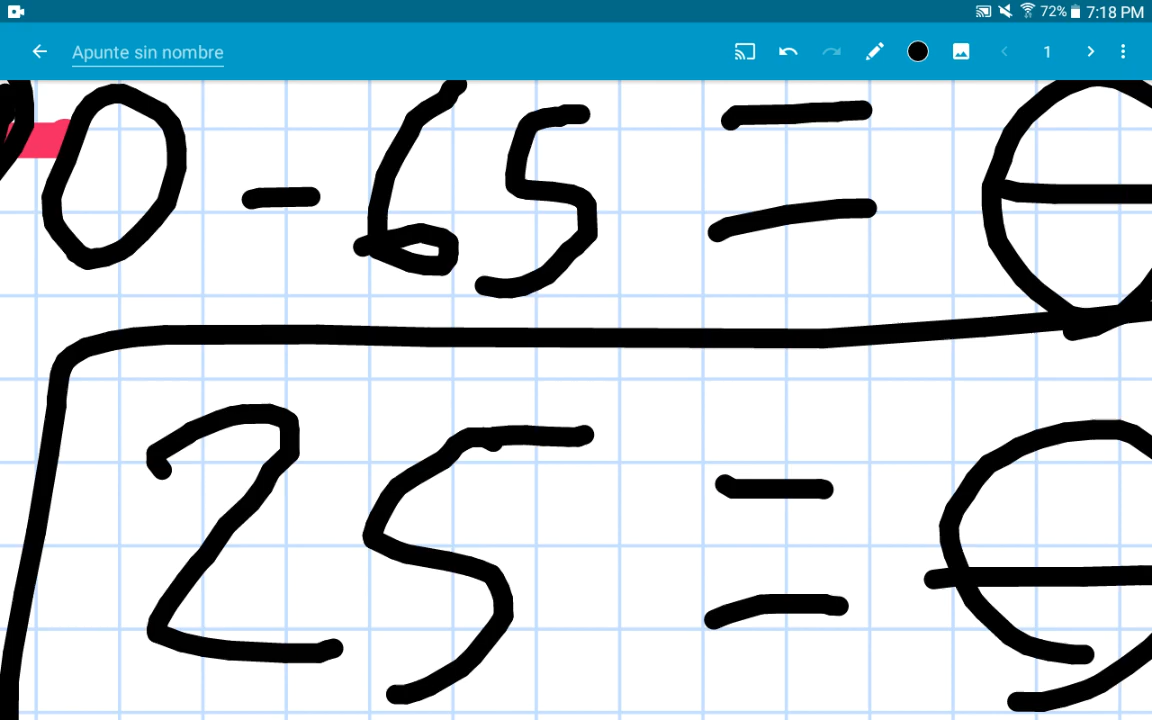 72% 7:18 PM
Apunte sin nombre 1
0 - 65 = θ
25 = θ